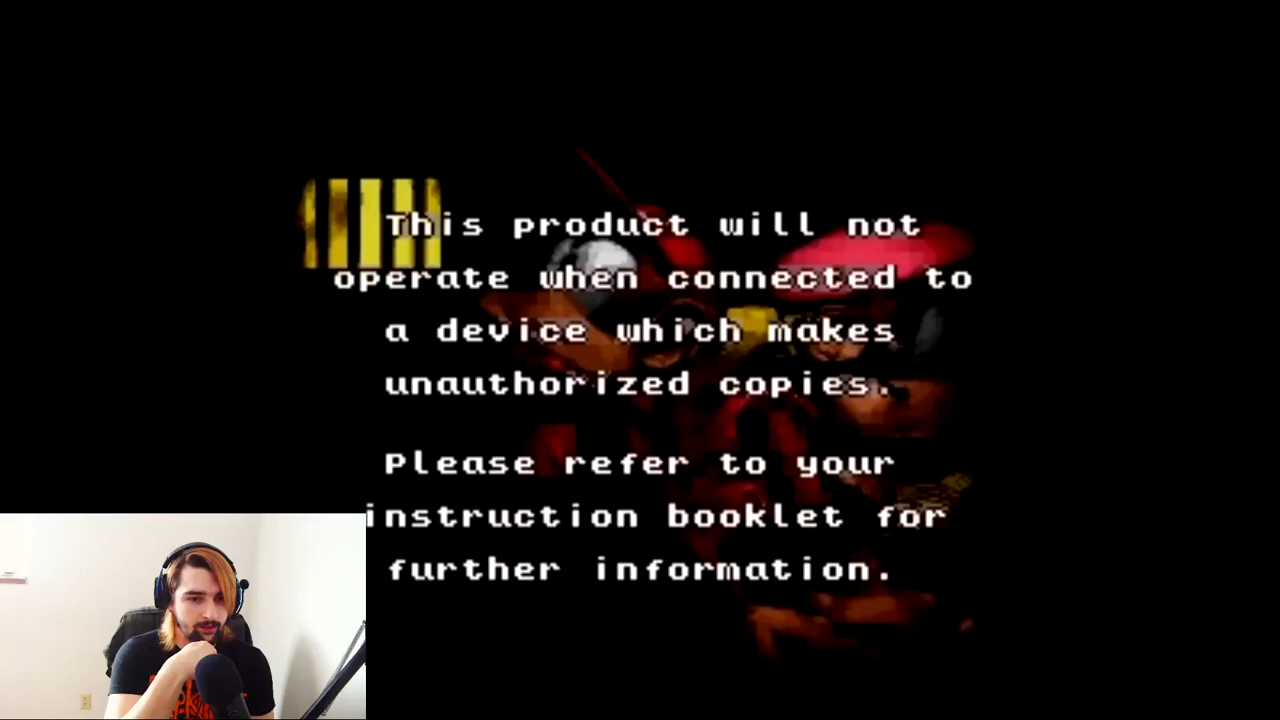 This product will not
operate when connected to
a device which makes
unauthorized copies.
Please refer to your
instruction booklet for
further information.